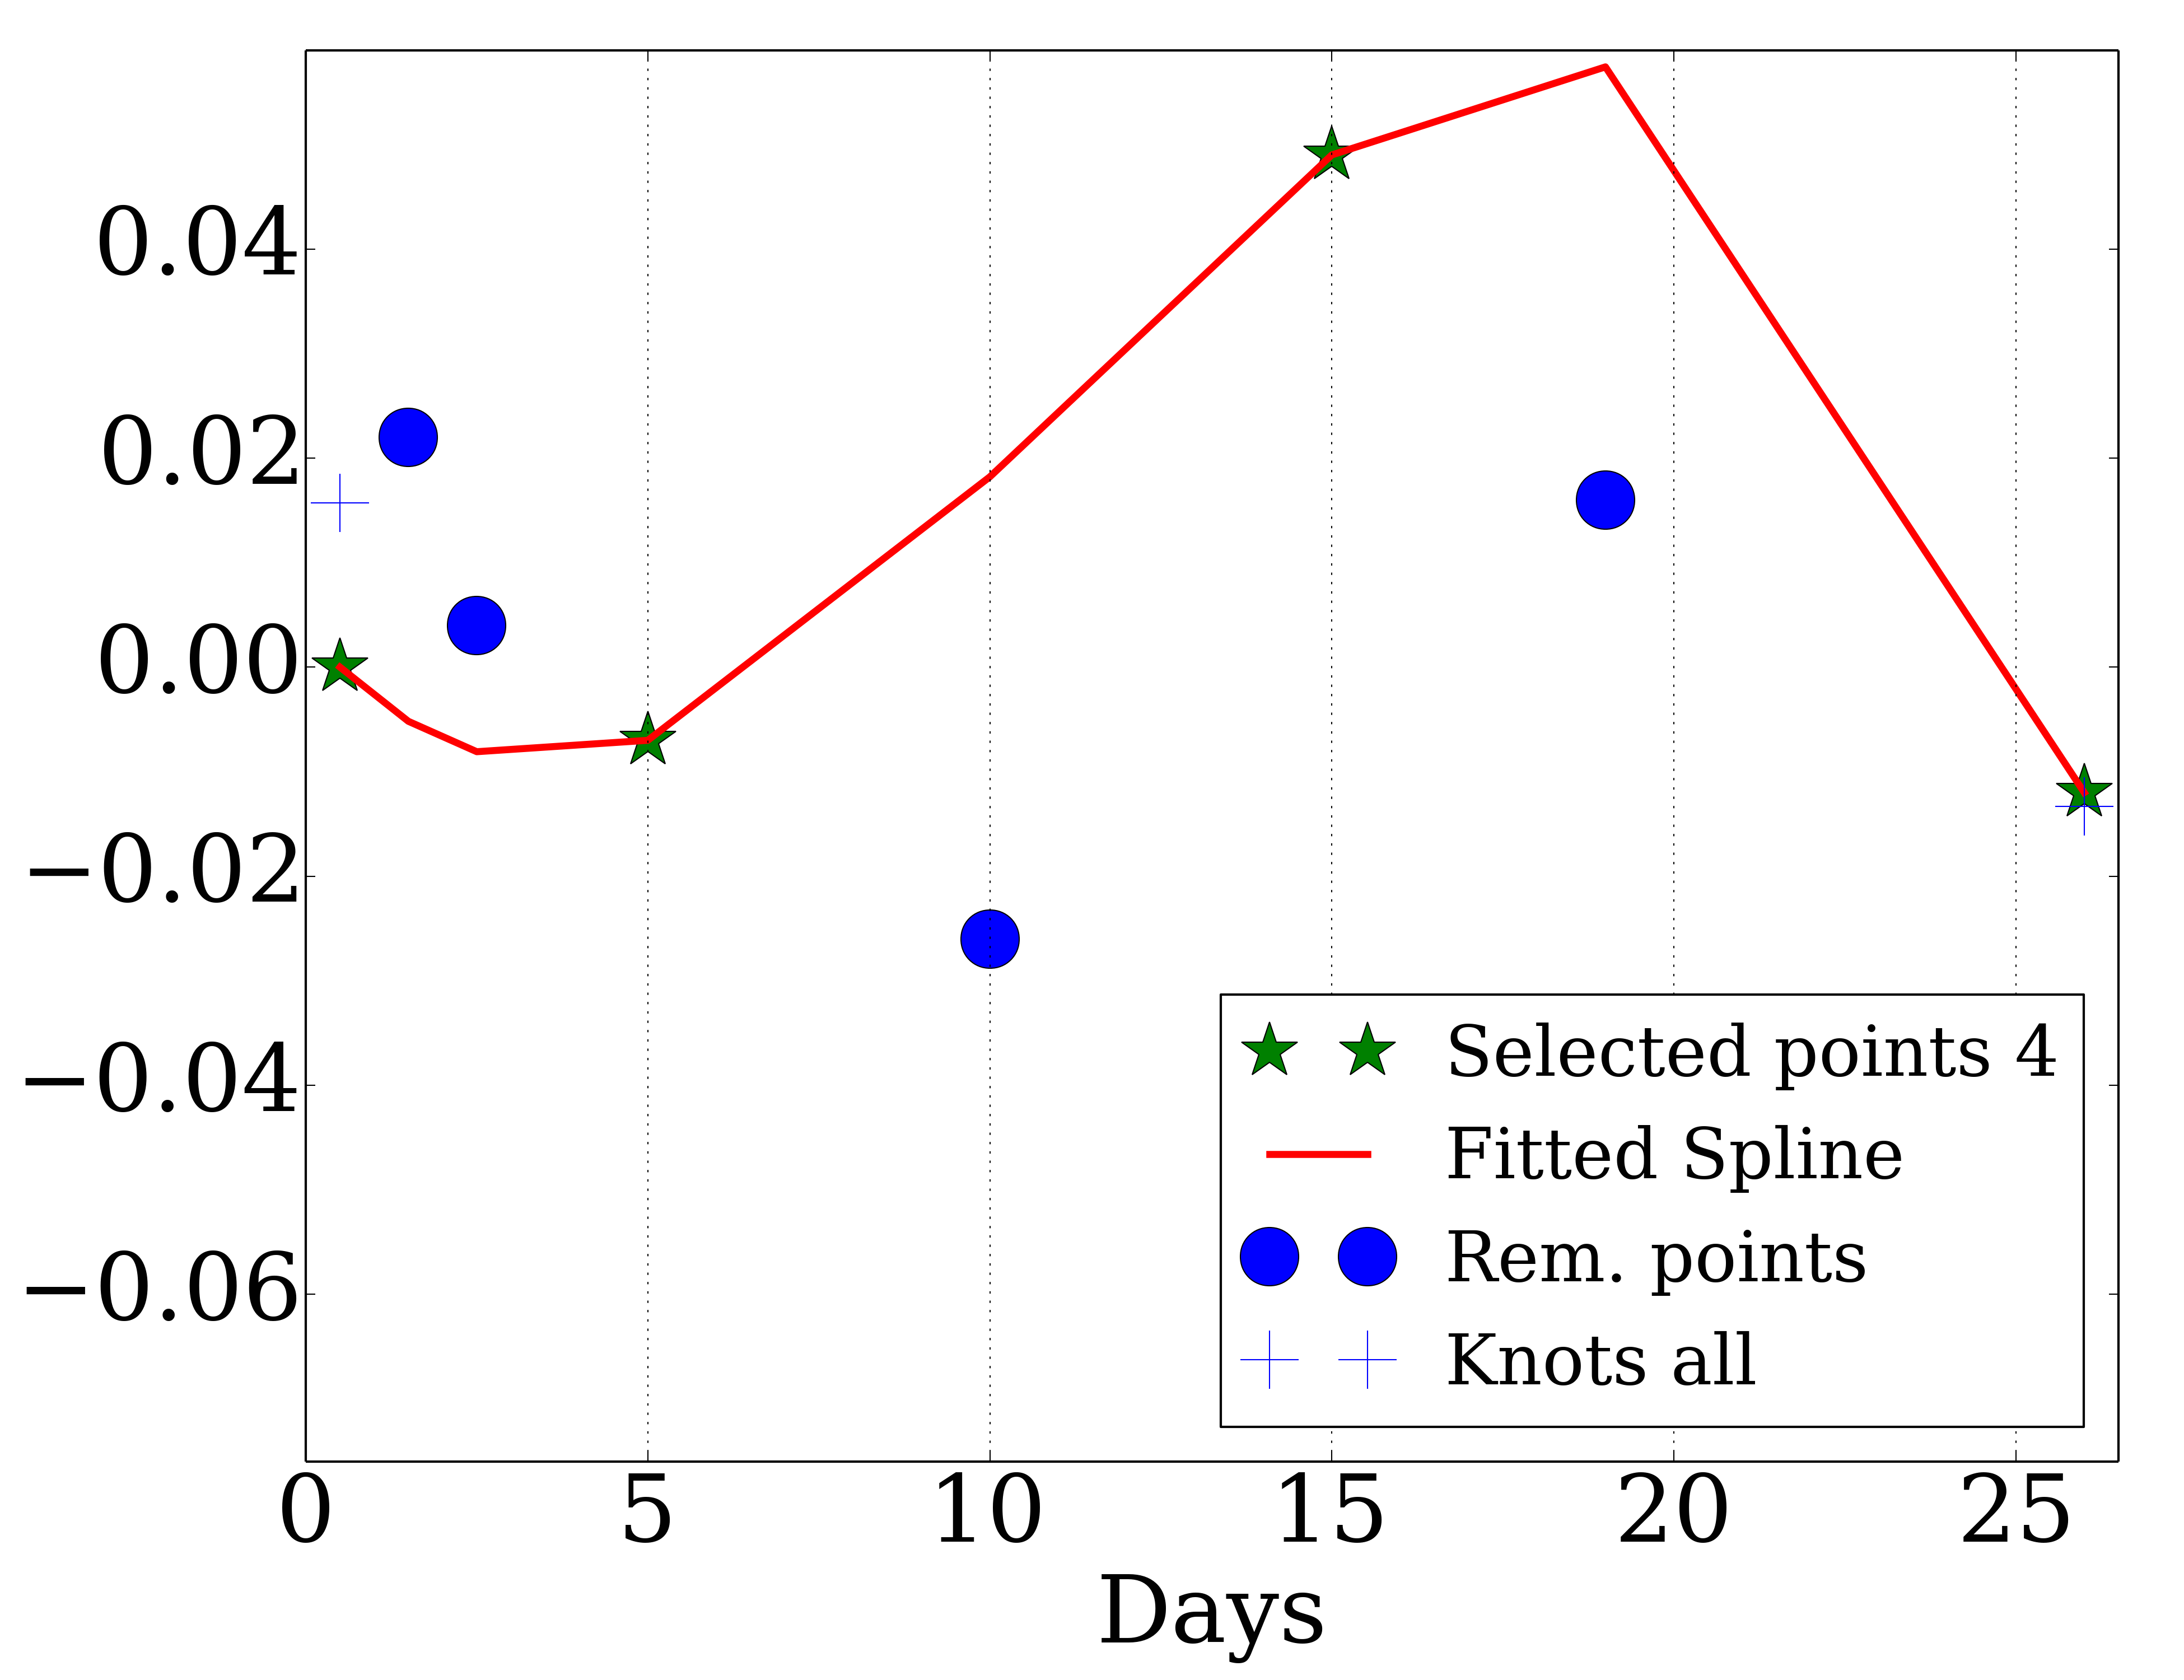 0.04
0.02
0.00
−0.02
−0.04
−0.06
Selected points 4
Fitted Spline
Rem. points
Knots all
0 5 10 15 20 25
Days